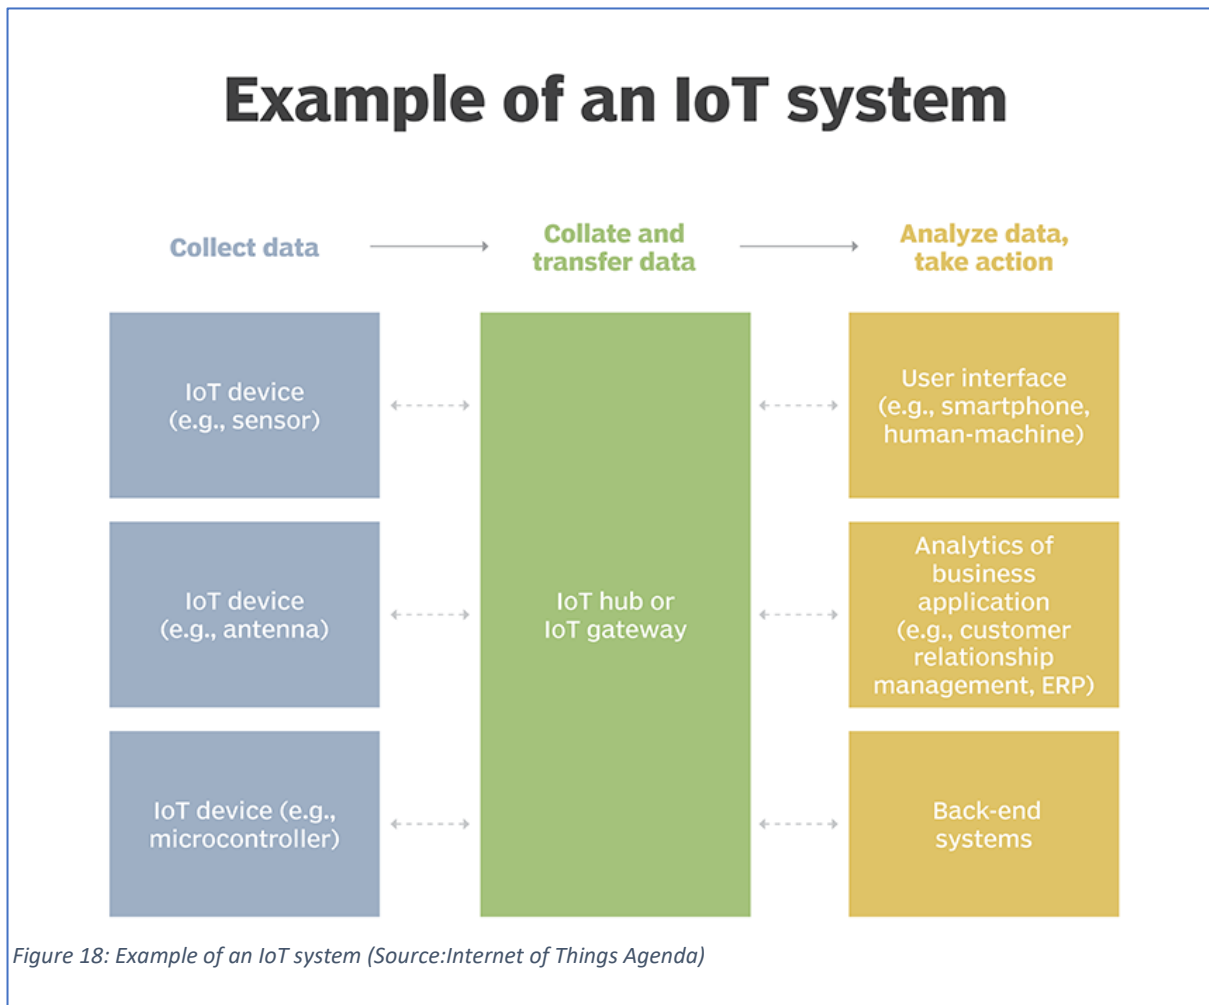 Example of an IoT system
Collect data
Collate and
transfer data
Analyze data,
take action
IoT device
(e.g., sensor)
IoT device
(e.g., antenna)
IoT device (e.g.,
microcontroller)
IoT hub or
IoT gateway
User interface
(e.g., smartphone,
human-machine)
Analytics of
business
application
(e.g., customer
relationship
management, ERP)
Back-end
systems
Figure 18: Example of an IoT system (Source:Internet of Things Agenda)